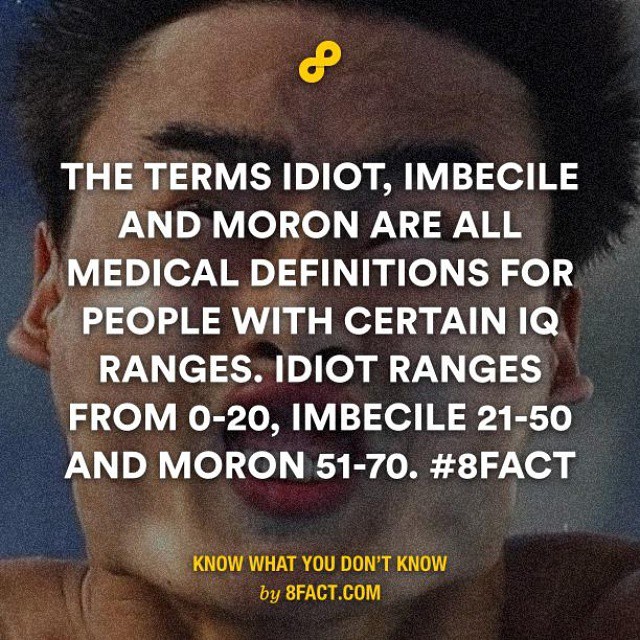 THE TERMS IDIOT, IMBECILE
AND MORON ARE ALL
MEDICAL DEFINITIONS FOR
PEOPLE WITH CERTAIN IQ
RANGES. IDIOT RANGES
FROM 0-20, IMBECILE 21-50
AND MORON 51-70. #8FACT
KNOW WHAT YOU DON'T KNOW
by 8FACT.COM